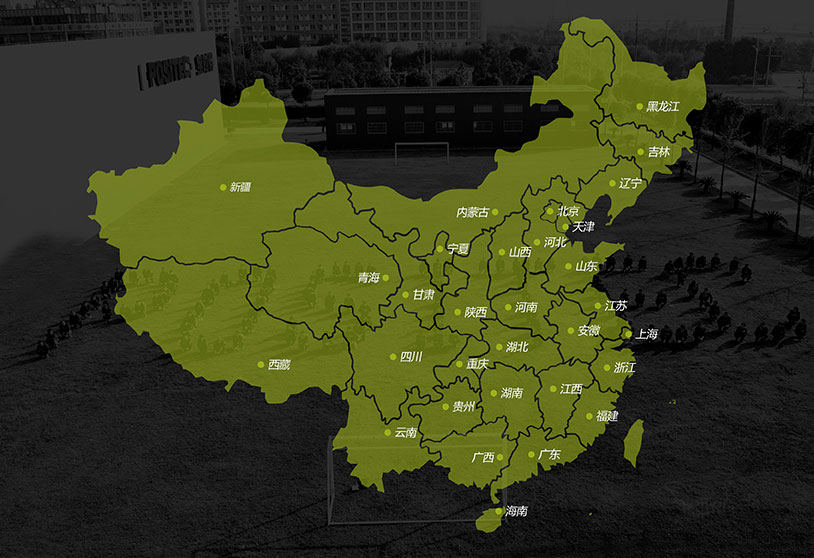 黑龙江
吉林
辽宁
新疆
内蒙古
北京
天津
河北
宁夏
山西
山东
青海
甘肃
陕西
河南
江苏
安徽
上海
湖北
四川
重庆
西藏
浙江
江西
湖南
贵州
福建
云南
广西
广东
海南